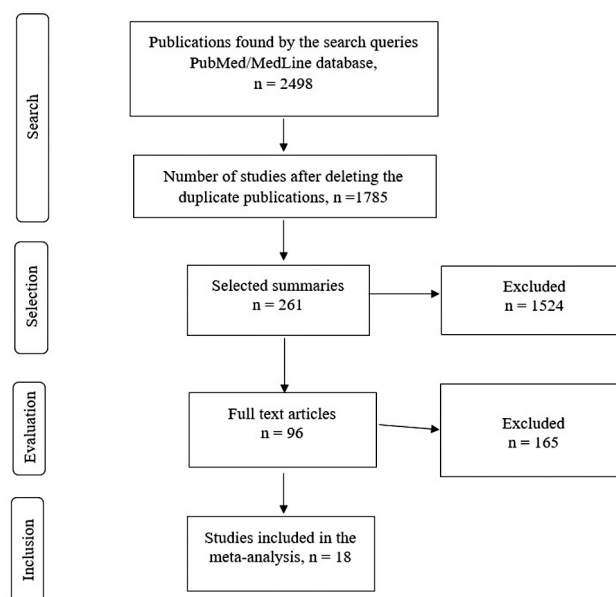 Search
Publications found by the search queries
PubMed/MedLine database,
n = 2498
Number of studies after deleting the
duplicate publications, n =1785
Selection
Selected summaries
n = 261
Excluded
n = 1524
Evaluation
Full text articles
n = 96
Excluded
n = 165
Inclusion
Studies included in the
meta-analysis, n = 18